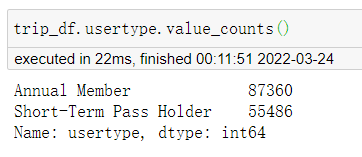 trip_df.usertype.value_counts()
executed in 22ms, finished 00:11:51 2022-03-24
Annual Member 87360
Short-Term Pass Holder 55486
Name: usertype, dtype: int64